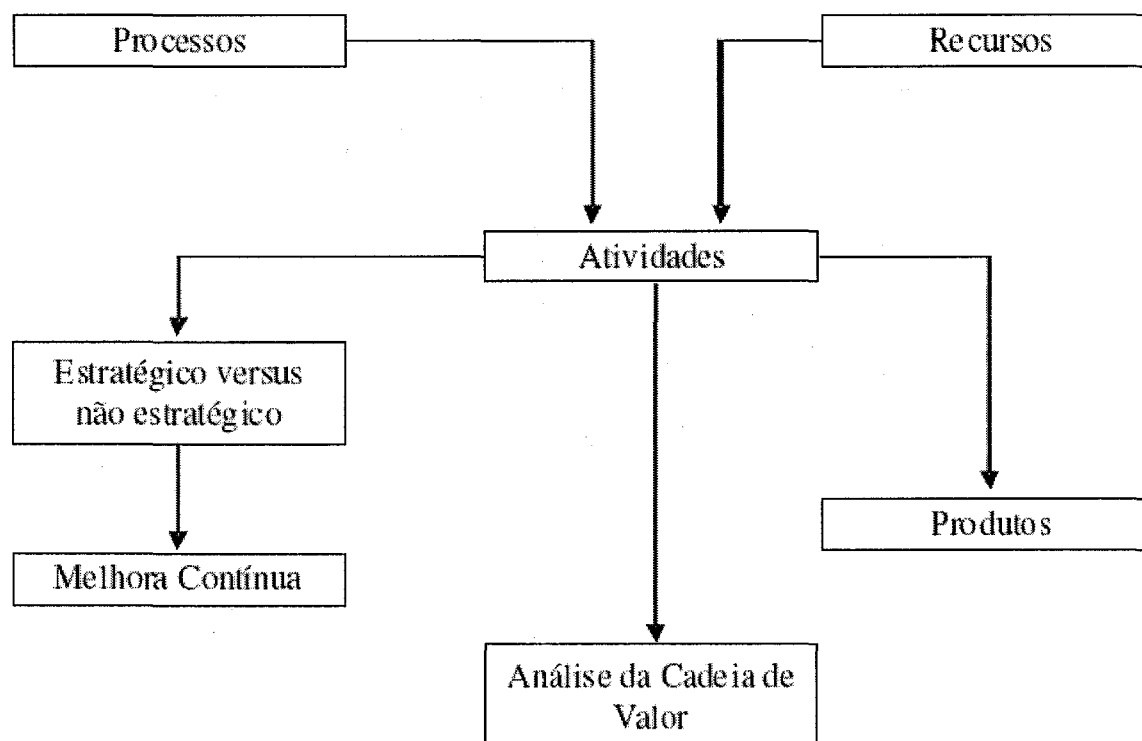 Processos
Recursos
Atividades
Estratégico versus
não estratégico
Produtos
Melhora Contínua
Análise da Cadeia de
Valor